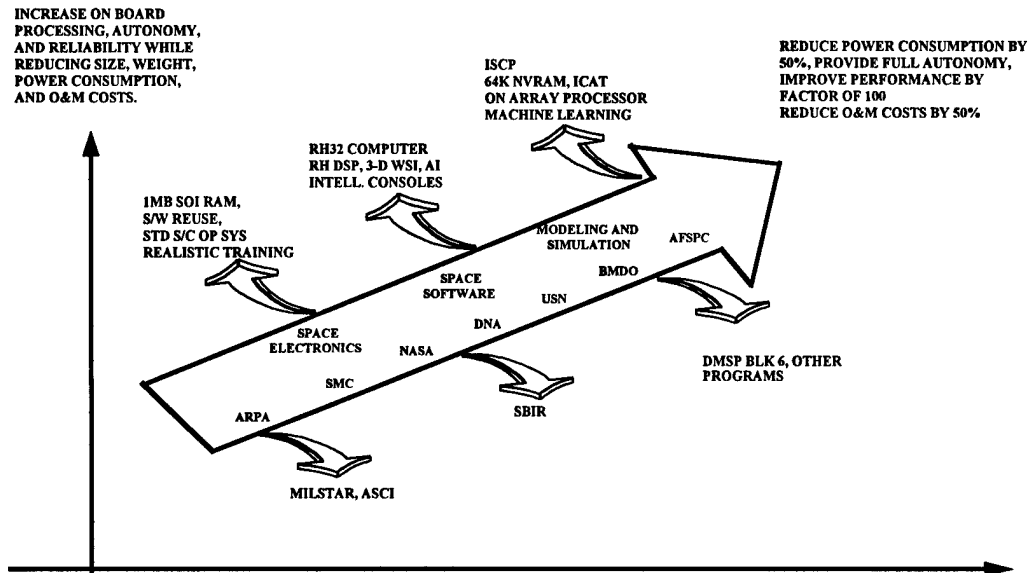 INCREASE ON BOARD
PROCESSING, AUTONOMY,
AND RELIABILITY WHILE
REDUCING SIZE, WEIGHT,
POWER CONSUMPTION,
AND O&M COSTS.
REDUCE POWER CONSUMPTION BY
50%, PROVIDE FULL AUTONOMY,
IMPROVE PERFORMANCE BY
FACTOR OF 100
REDUCE O&M COSTS BY 50%
ISCP
64K NVRAM, ICAT
ON ARRAY PROCESSOR
MACHINE LEARNING
RH32 COMPUTER
RH DSP, 3-D WSI, AI
INTELL. CONSOLES
1MB SOI RAM,
S/W REUSE,
STD S/C OP SYS
REALISTIC TRAINING
MODELING AND
SIMULATION
SPACE
SOFTWARE
SPACE
ELECTRONICS
AFSPC
BMDO
USN
DNA
NASA
SMC
ARPA
DMSP BLK 6, OTHER
PROGRAMS
SBIR
MILSTAR, ASCI